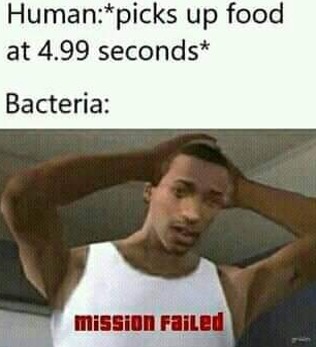 Human:*picks up food
at 4.99 seconds*
Bacteria:
mission failed